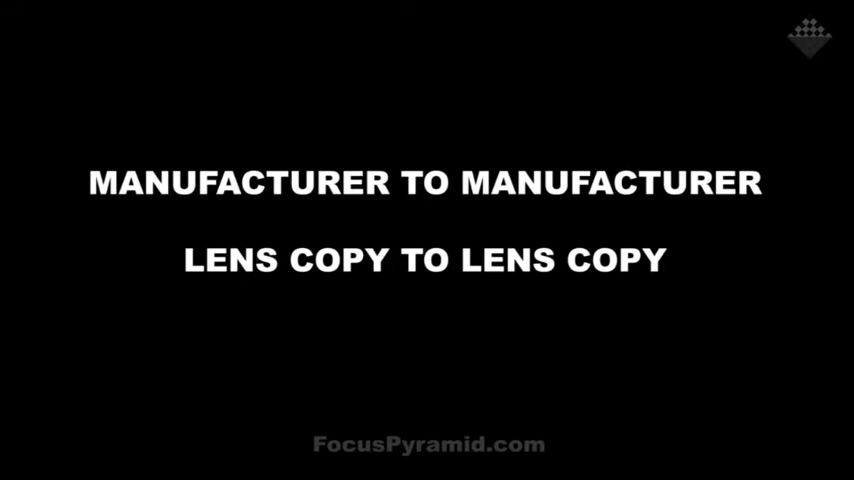 MANUFACTURER TO MANUFACTURER
LENS COPY TO LENS COPY
FocusPyramid.com